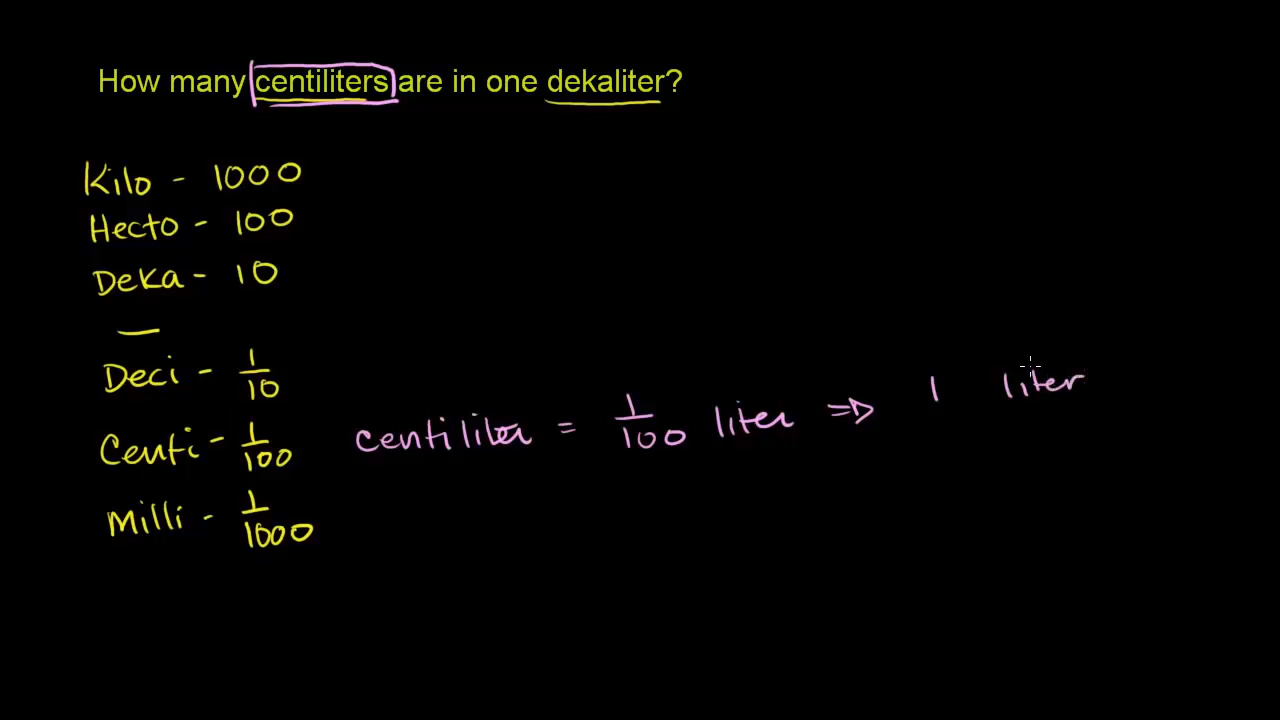 How many centiliters are in one dekaliter?
Kilo - 1000
Hecto - 100
Deka - 10
Deci - 1/10
Centi - 1/100
Milli - 1/1000
centiliter = 1/100 liter ⇒ 1 liter